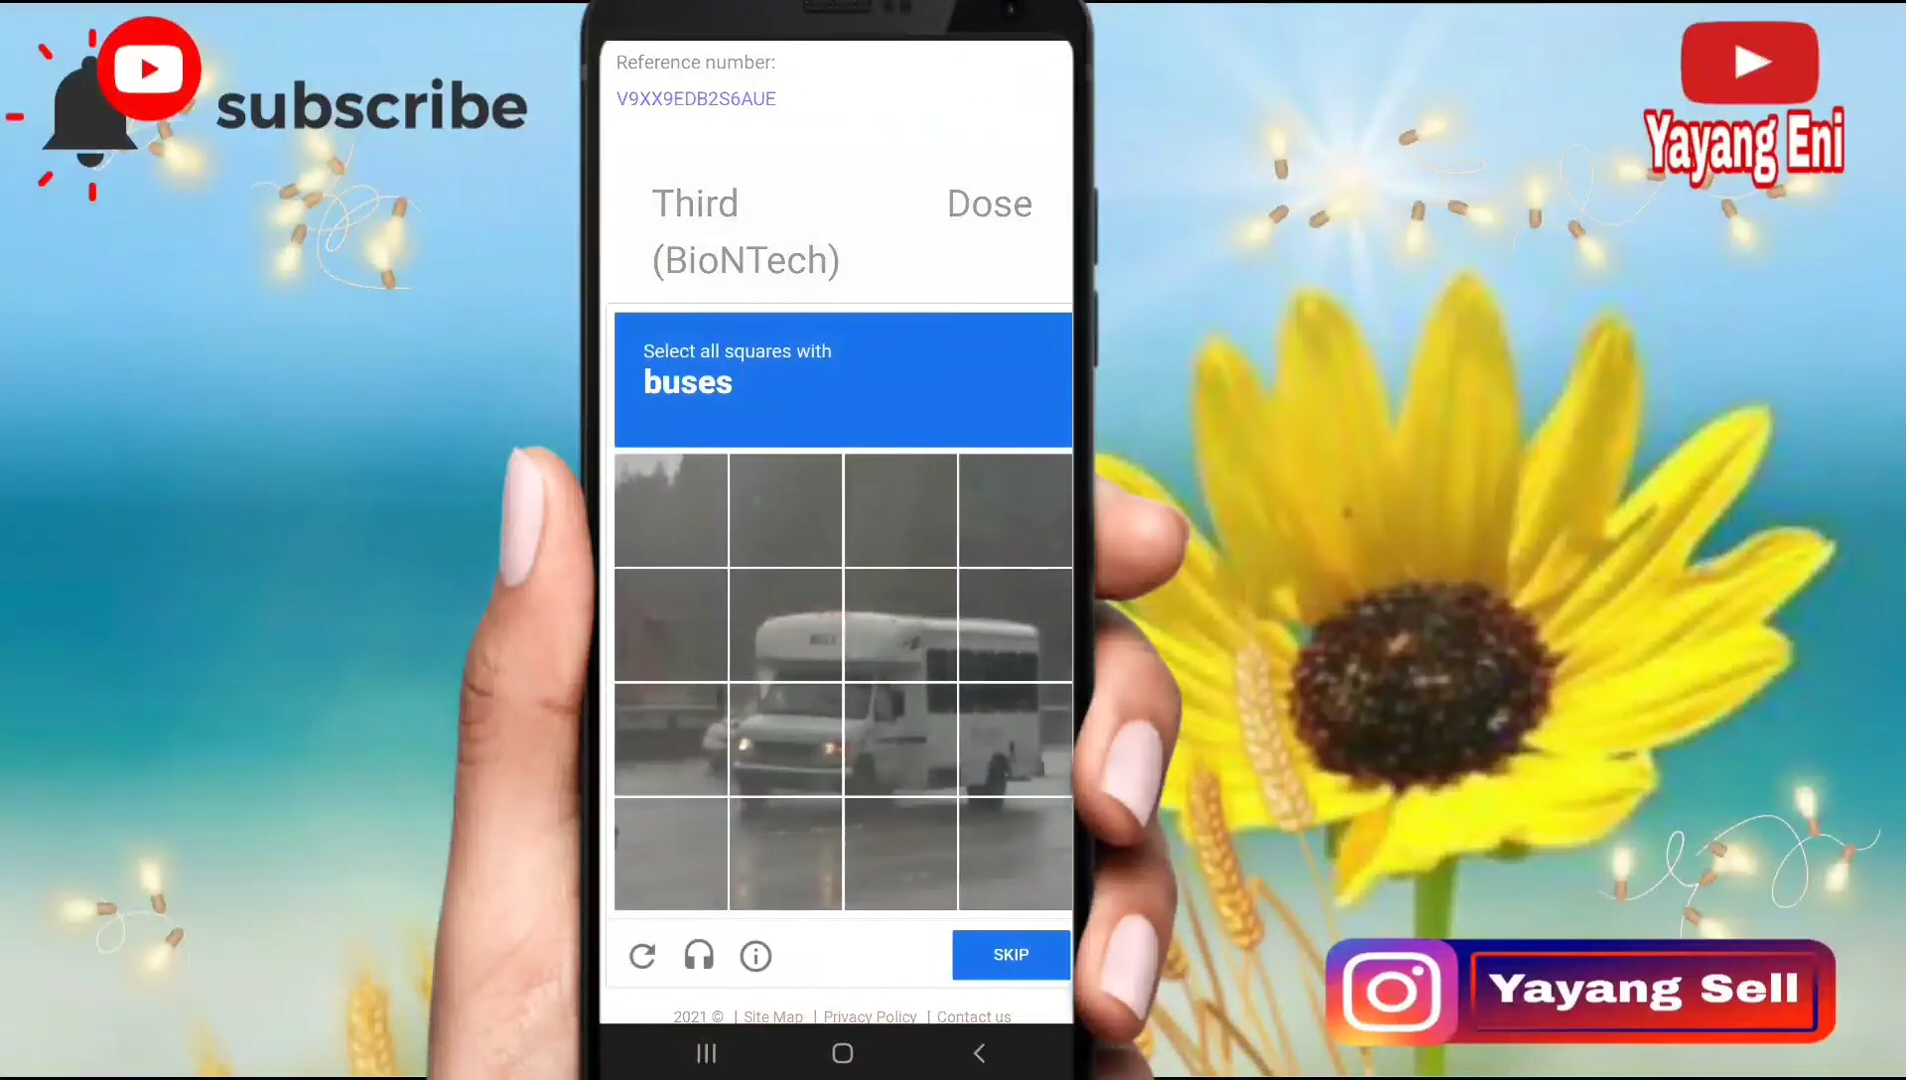 subscribe
Yayang Eni
Reference number:
V9XX9EDB2S6AUE
Third Dose
(BioNTech)
Select all squares with
buses
SKIP
2021 © | Site Map | Privacy Policy | Contact us
Yayang Sell